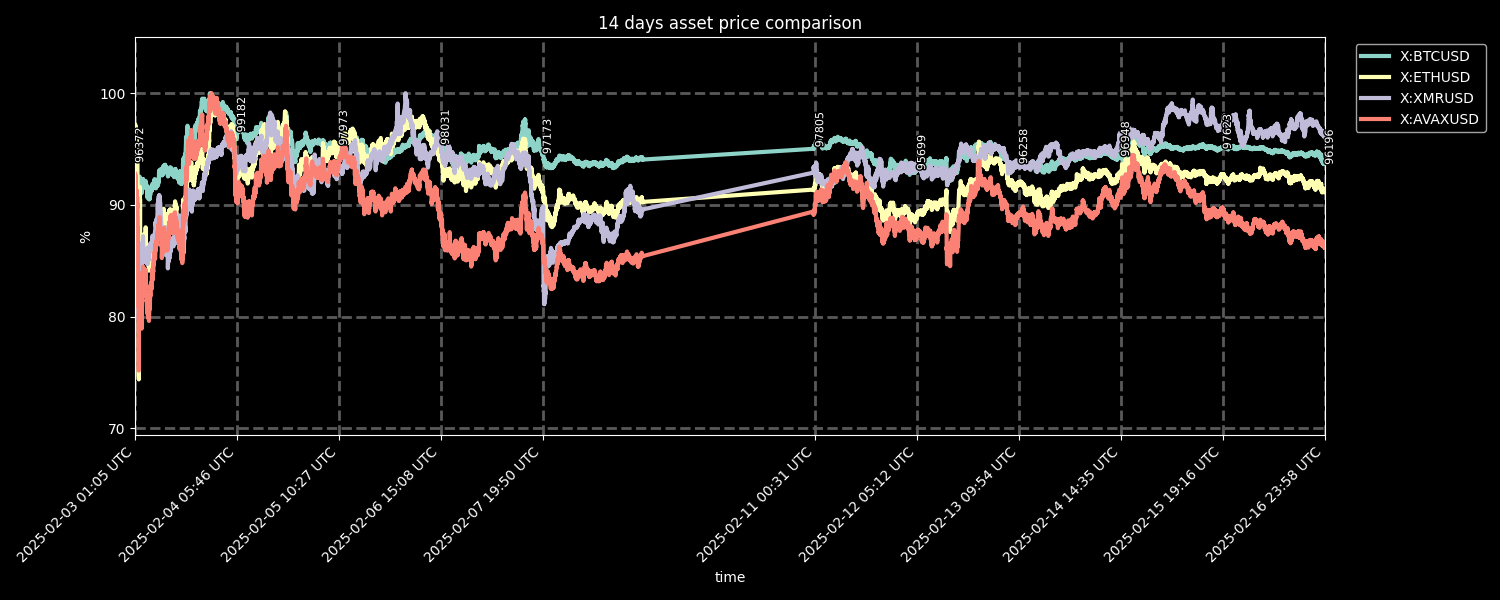 14 days asset price comparison
X:BTCUSD
X:ETHUSD
X:XMRUSD
X:AVAXUSD
100
90
80
70
%
96372
99182
97973
98031
97173
97805
95699
96258
96948
97623
96196
2025-02-03 01:05 UTC
2025-02-04 05:46 UTC
2025-02-05 10:27 UTC
2025-02-06 15:08 UTC
2025-02-07 19:50 UTC
2025-02-11 00:31 UTC
2025-02-12 05:12 UTC
2025-02-13 09:54 UTC
2025-02-14 14:35 UTC
2025-02-15 19:16 UTC
2025-02-16 23:58 UTC
time